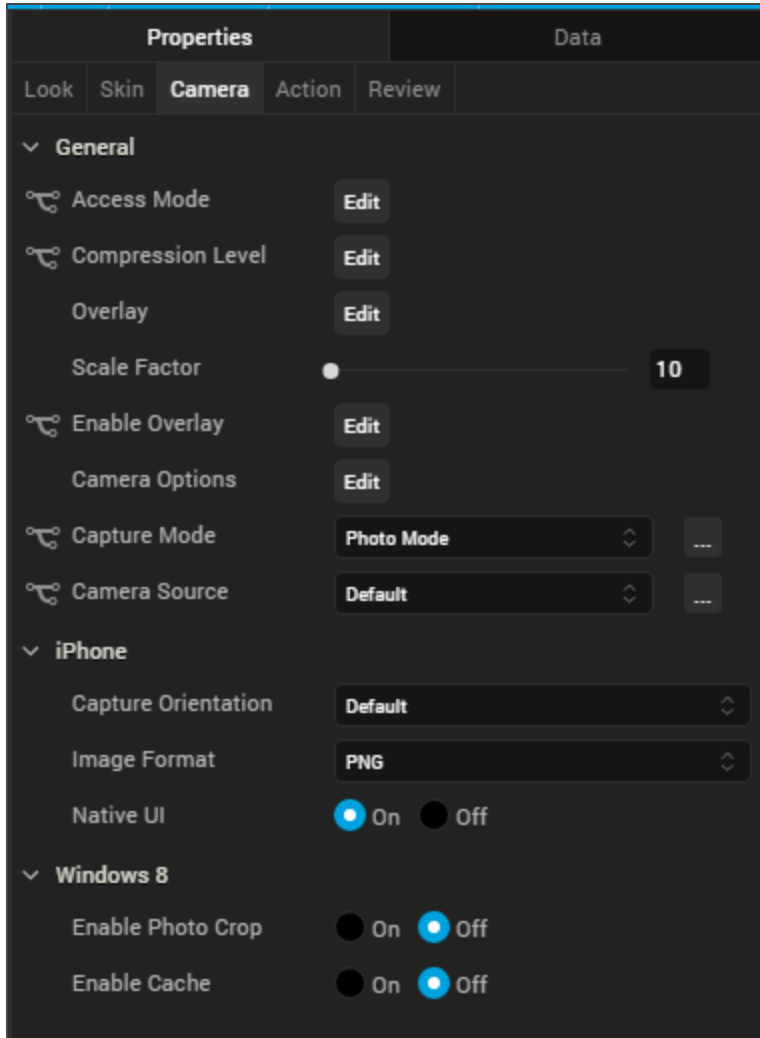 Properties Data
Look Skin Camera Action Review
General
Access Mode Edit
Compression Level Edit
Overlay Edit
Scale Factor 10
Enable Overlay Edit
Camera Options Edit
Capture Mode Photo Mode ...
Camera Source Default ...
iPhone
Capture Orientation Default
Image Format PNG
Native UI On Off
Windows 8
Enable Photo Crop On Off
Enable Cache On Off